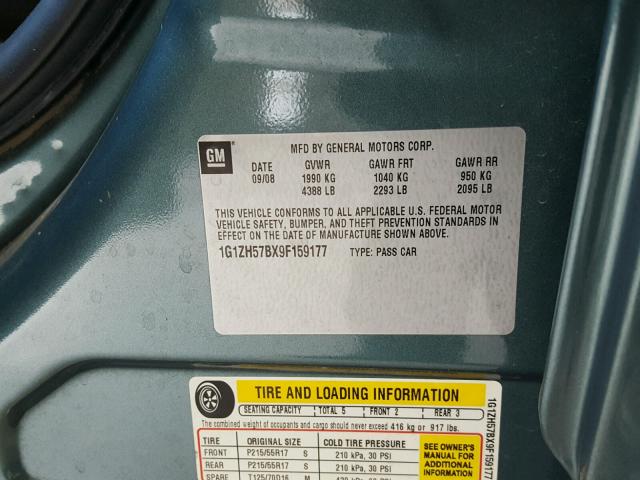 GM
MFD BY GENERAL MOTORS CORP.
DATE GVWR GAWR FRT GAWR RR
09/08 1990 KG 1040 KG 950 KG
4388 LB 2293 LB 2095 LB
THIS VEHICLE CONFORMS TO ALL APPLICABLE U.S. FEDERAL MOTOR
VEHICLE SAFETY, BUMPER, AND THEFT PREVENTION STANDARDS
IN EFFECT ON THE DATE OF MANUFACTURE SHOWN ABOVE.
1G1ZH57BX9F159177 TYPE: PASS CAR
TIRE AND LOADING INFORMATION
SEATING CAPACITY TOTAL 5 FRONT 2 REAR 3
The combined weight of occupants and cargo should never exceed 416 kg or 917 lbs.
TIRE ORIGINAL SIZE COLD TIRE PRESSURE
FRONT P215/55R17 S 210 kPa, 30 PSI
REAR P215/55R17 S 210 kPa, 30 PSI
SPARE T125/70D16 M
SEE OWNER'S
MANUAL FOR
ADDITIONAL
INFORMATION
1G1ZH57BX9F159177